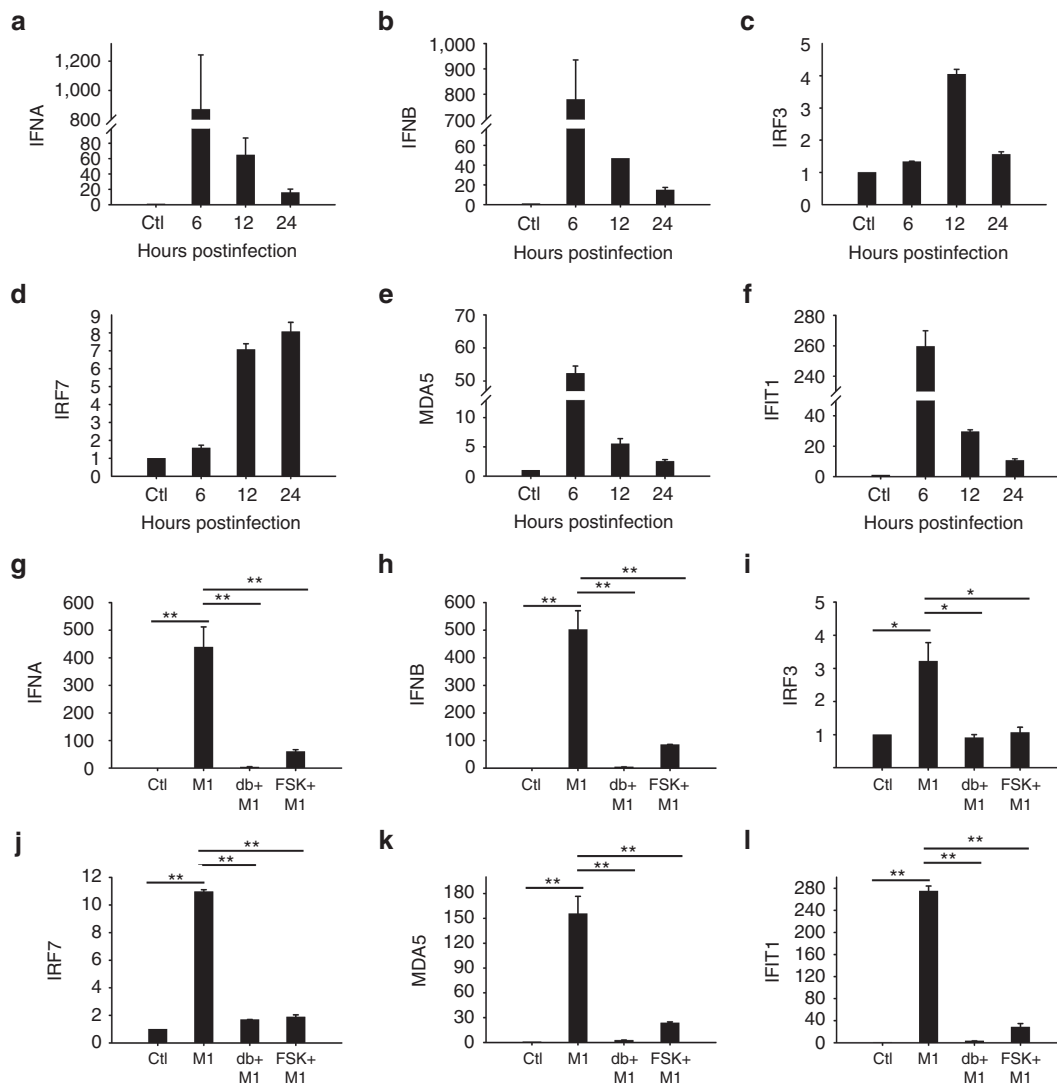 a
1,200
1,000
800
80
60
40
20
0
IFNA
Ctl 6 12 24
Hours postinfection
b
1,000
900
800
700
60
40
20
0
IFNB
Ctl 6 12 24
Hours postinfection
c
5
4
3
2
1
IRF3
Ctl 6 12 24
Hours postinfection
d
9
8
7
6
5
4
3
2
1
0
IRF7
Ctl 6 12 24
Hours postinfection
e
70
60
50
15
10
5
0
MDA5
Ctl 6 12 24
Hours postinfection
f
280
260
240
40
20
0
IFIT1
Ctl 6 12 24
Hours postinfection
g
600
500
400
300
200
100
0
IFNA
** ** **
Ctl M1 db+ FSK+
M1 M1
h
600
500
400
300
200
100
0
IFNB
** ** **
Ctl M1 db+ FSK+
M1 M1
i
5
4
3
2
1
IRF3
* * *
Ctl M1 db+ FSK+
M1 M1
j
12
10
8
6
4
2
0
IRF7
** ** **
Ctl M1 db+ FSK+
M1 M1
k
180
150
120
90
60
30
0
MDA5
** ** **
Ctl M1 db+ FSK+
M1 M1
l
280
240
200
160
120
80
40
0
IFIT1
** ** **
Ctl M1 db+ FSK+
M1 M1